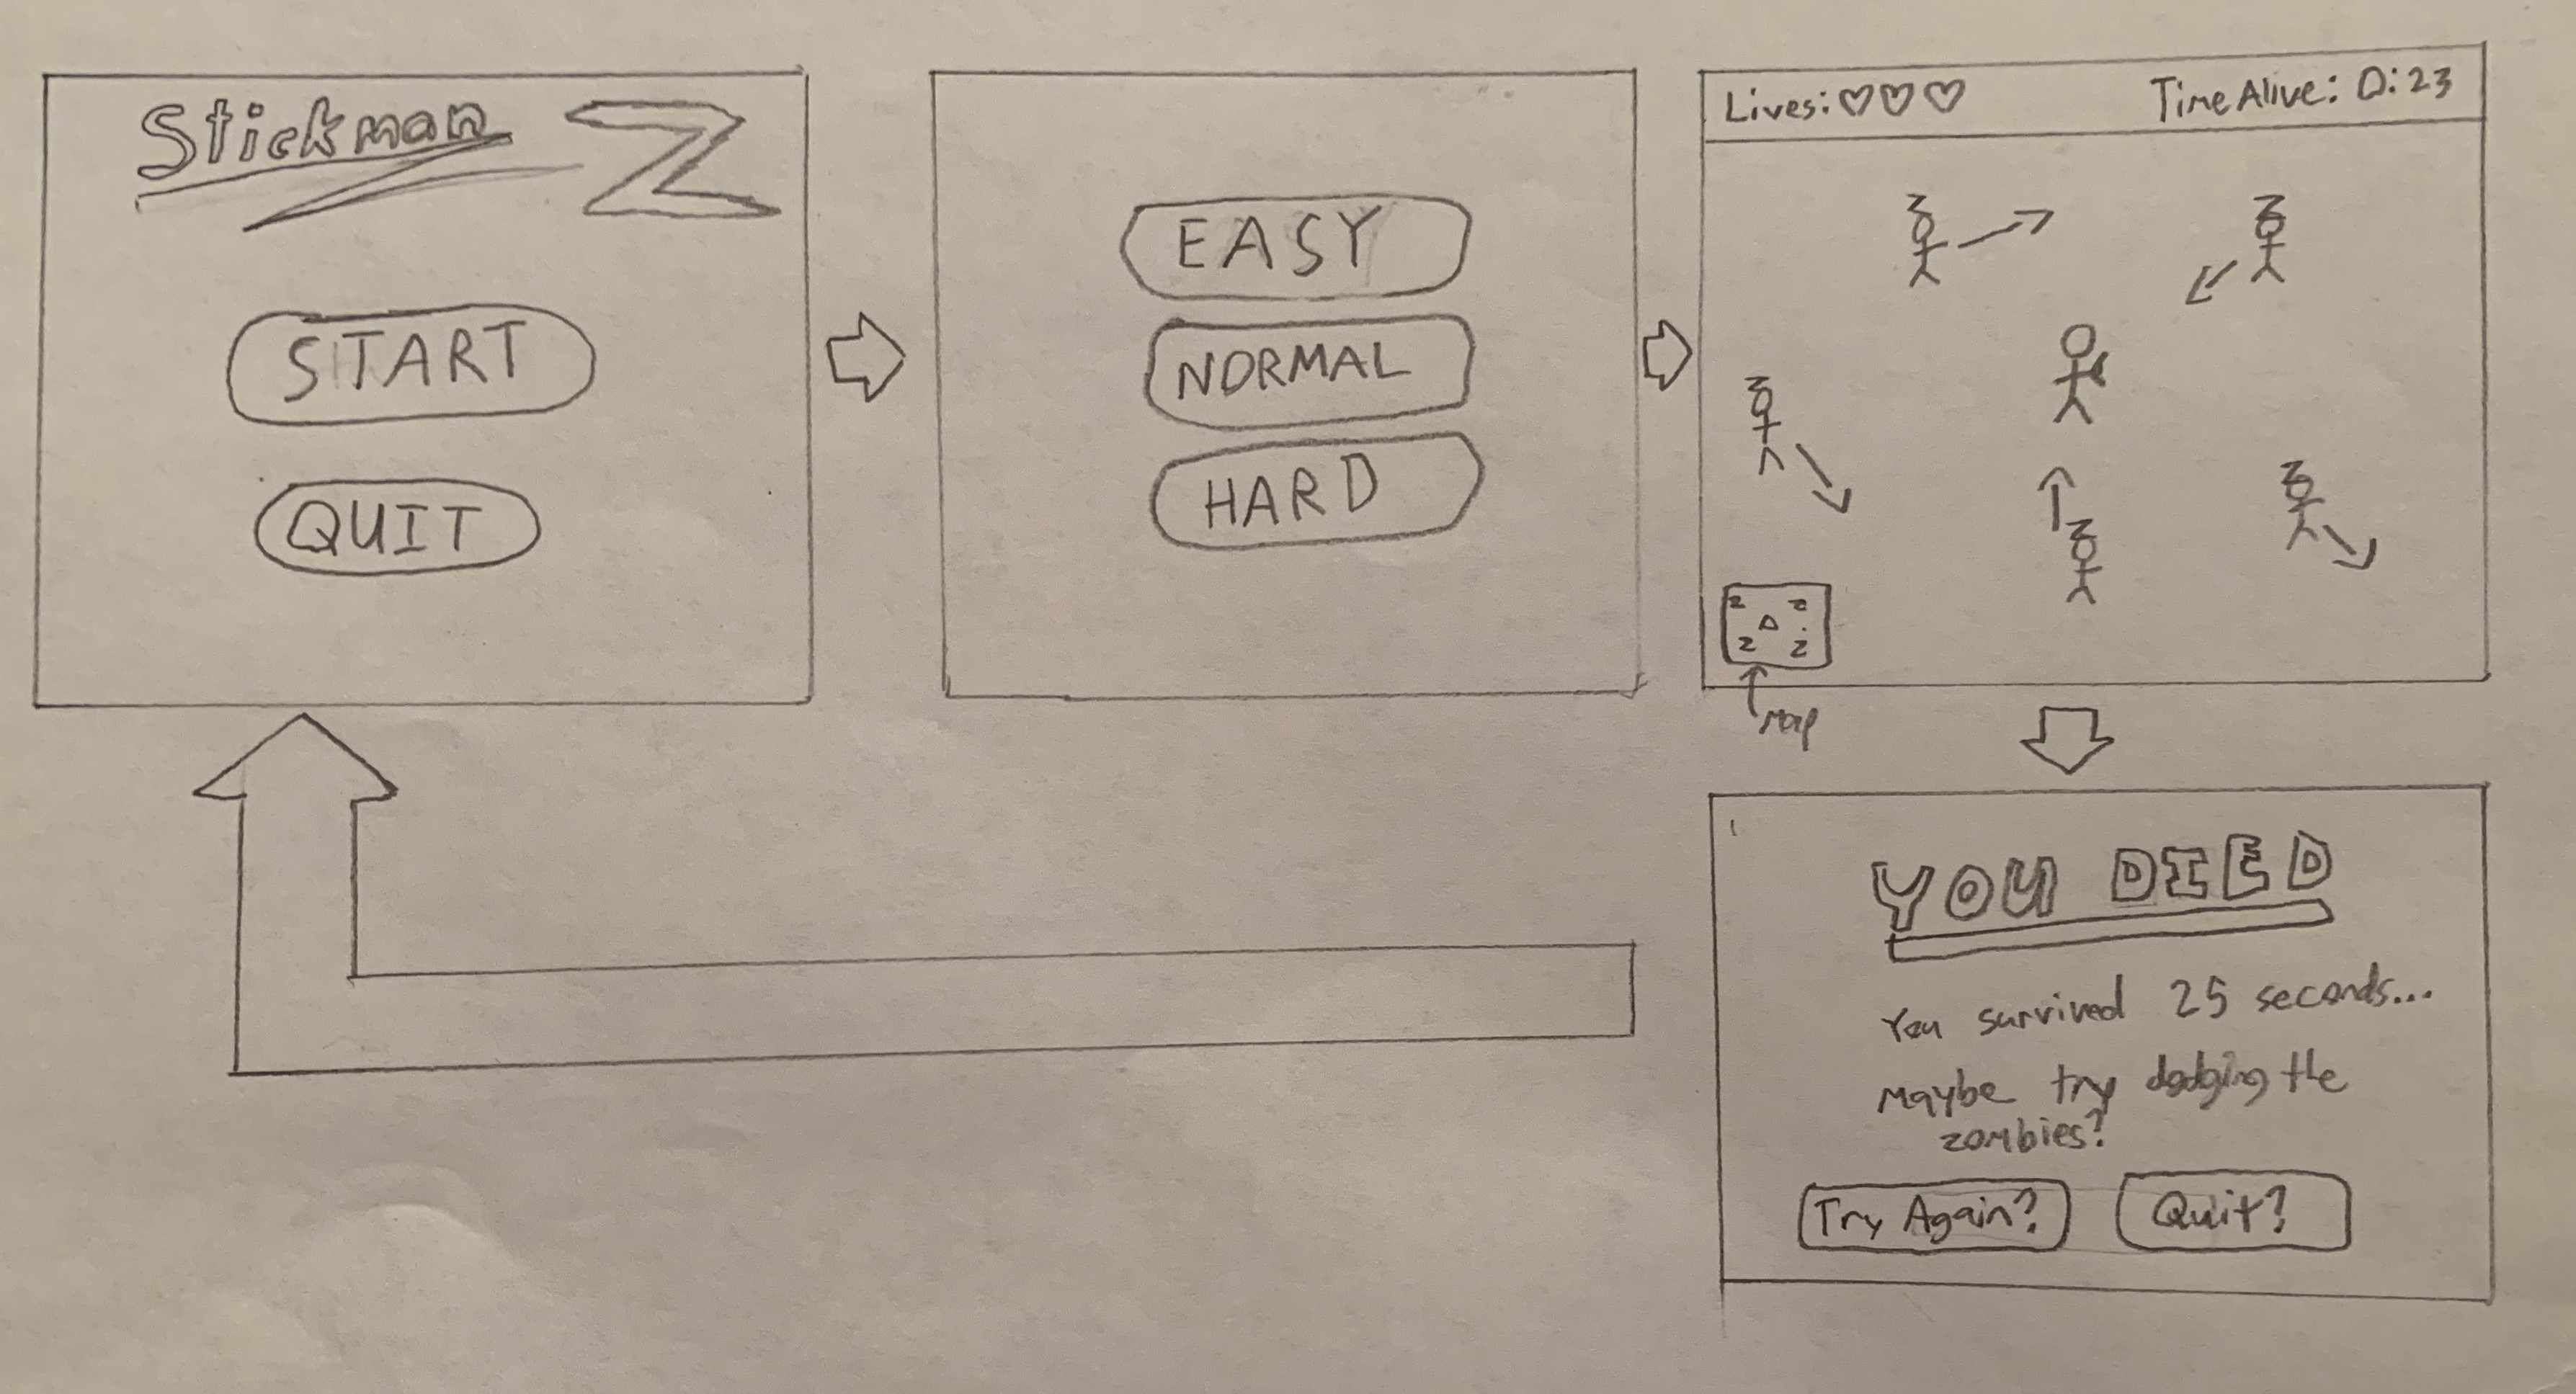 Stickman Z
START
QUIT
EASY
NORMAL
HARD
Lives:
Time Alive: 0:23
z z
z z
Map
YOU DIED
You survived 25 seconds...
Maybe try dodging the
zombies?
Try Again?
Quit?